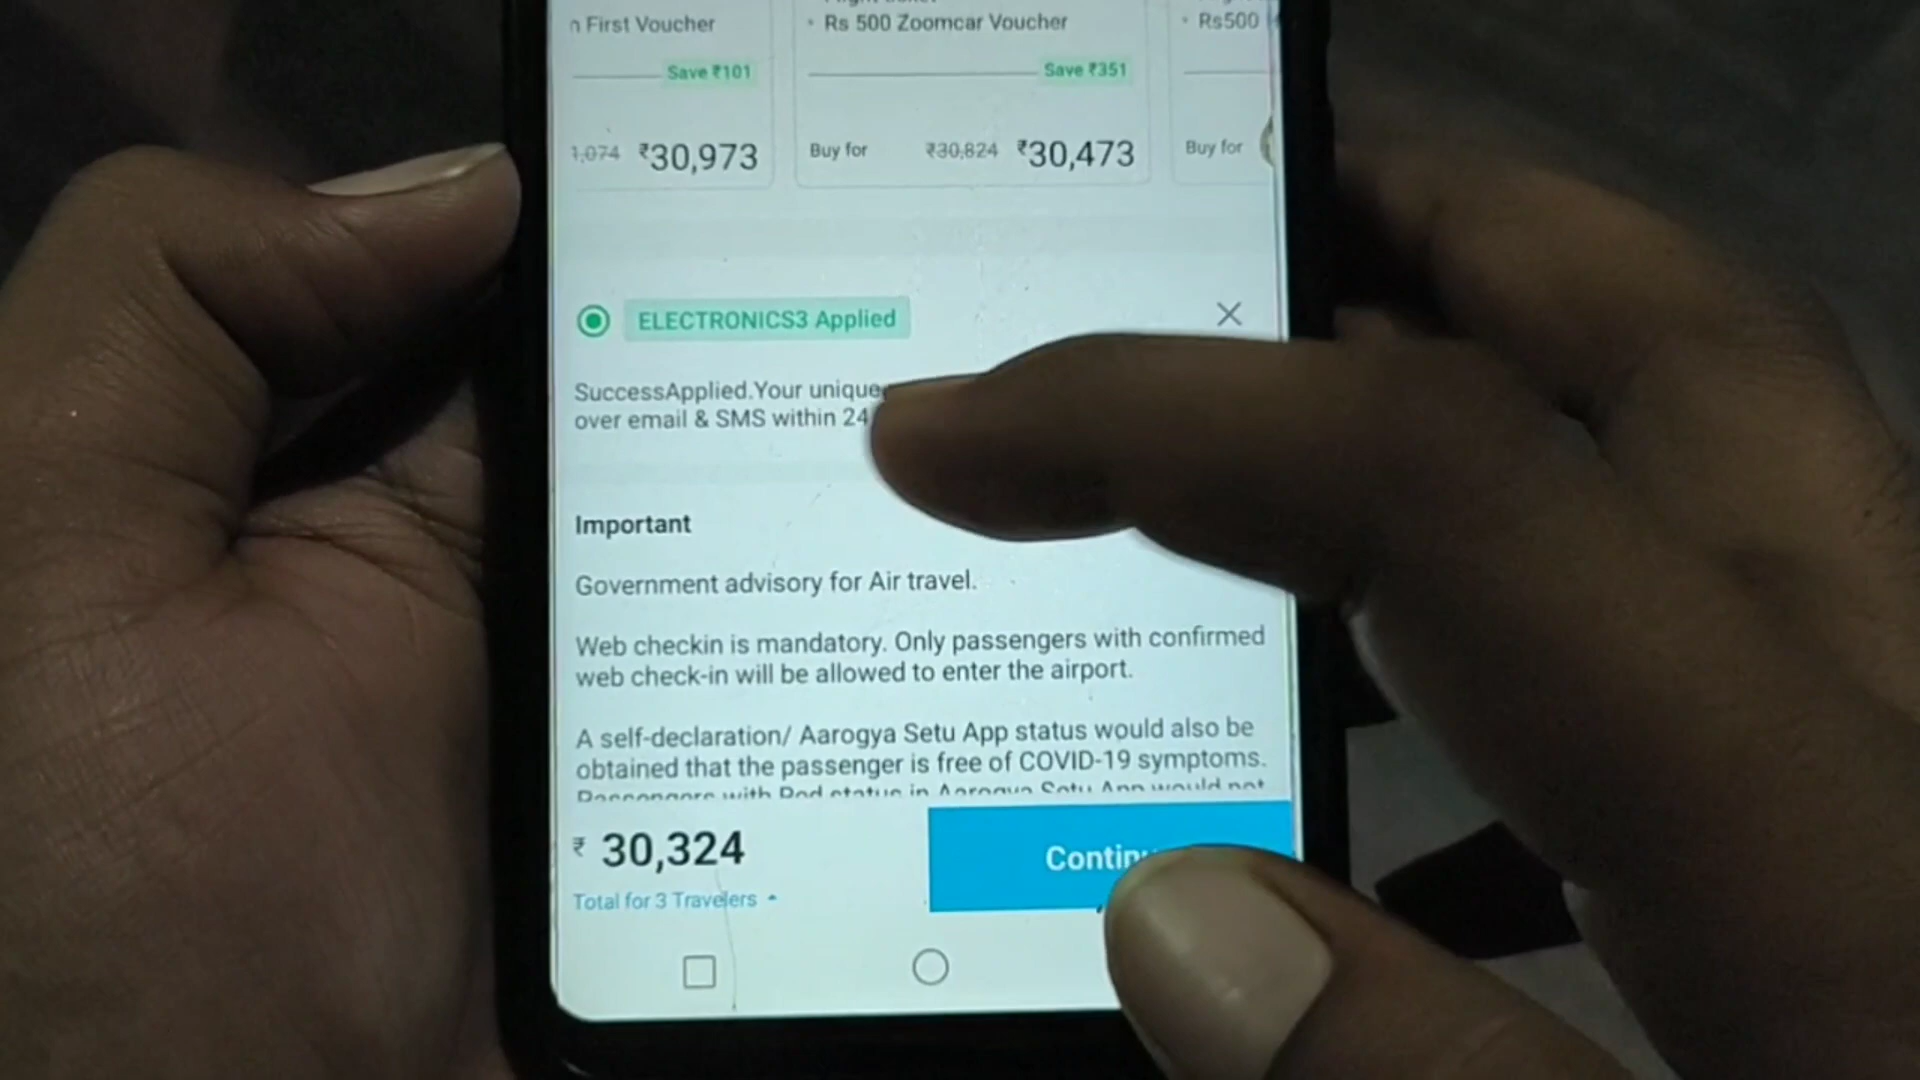 n First Voucher
• Rs 500 Zoomcar Voucher
• Rs500
Save ₹101
Save ₹351
1,074 ₹30,973
Buy for ₹30,824 ₹30,473
Buy for
ELECTRONICS3 Applied
SuccessApplied.Your unique
over email & SMS within 24
Important
Government advisory for Air travel.
Web checkin is mandatory. Only passengers with confirmed
web check-in will be allowed to enter the airport.
A self-declaration/ Aarogya Setu App status would also be
obtained that the passenger is free of COVID-19 symptoms.
Passengers with Red status in Aarogya Setu App would not
₹ 30,324
Contin
Total for 3 Travelers